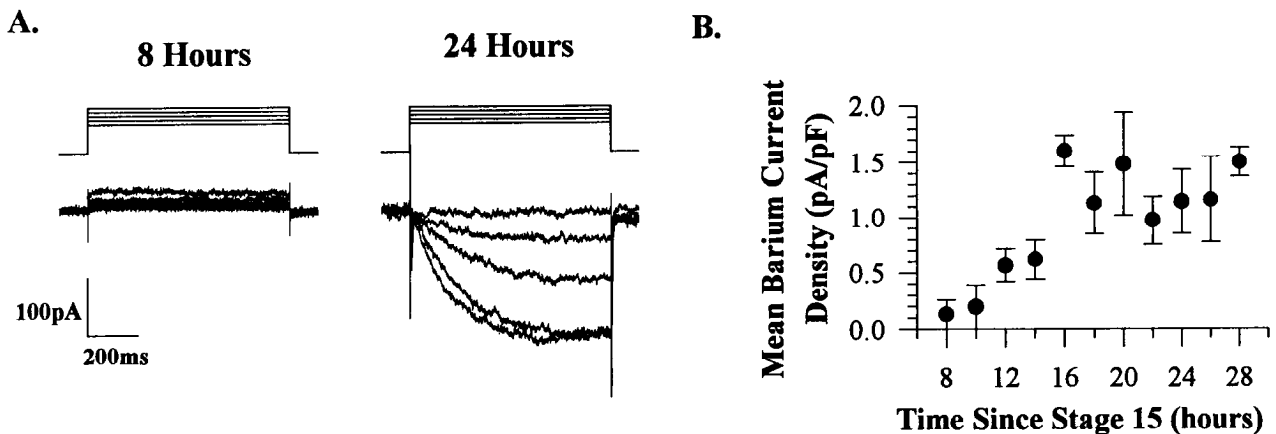 A.
8 Hours
24 Hours
100pA
200ms
B.
Mean Barium Current
Density (pA/pF)
2.0
1.5
1.0
0.5
0.0
8 12 16 20 24 28
Time Since Stage 15 (hours)